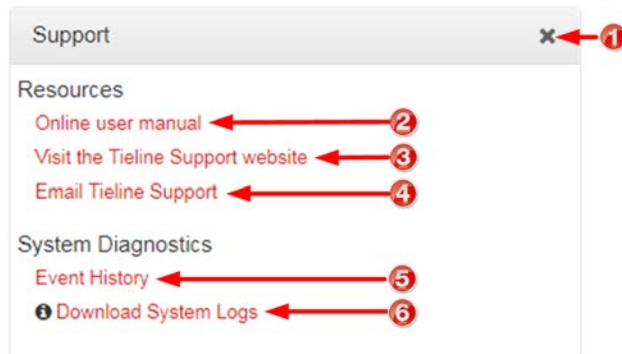 Support
1
Resources
Online user manual 2
Visit the Tieline Support website 3
Email Tieline Support 4
System Diagnostics
Event History 5
Download System Logs 6